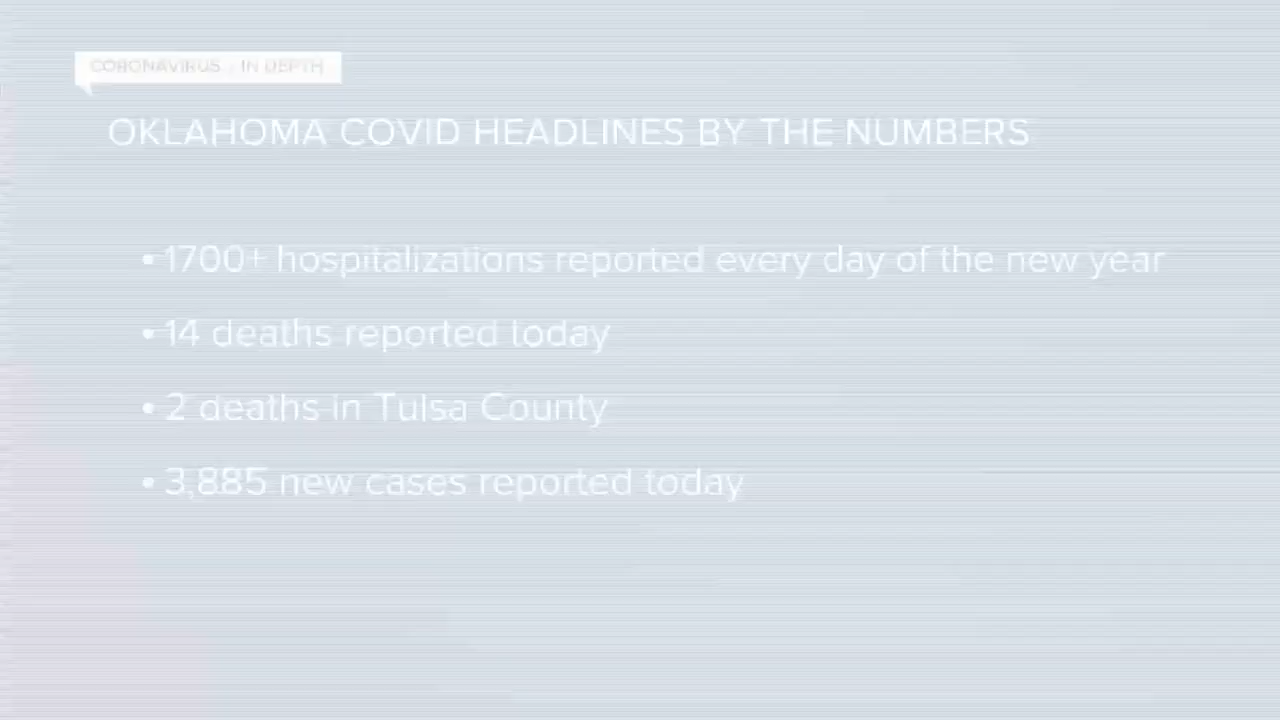 CORONAVIRUS - IN DEPTH
OKLAHOMA COVID HEADLINES BY THE NUMBERS
• 1700+ hospitalizations reported every day of the new year
• 14 deaths reported today
• 2 deaths in Tulsa County
• 3,885 new cases reported today